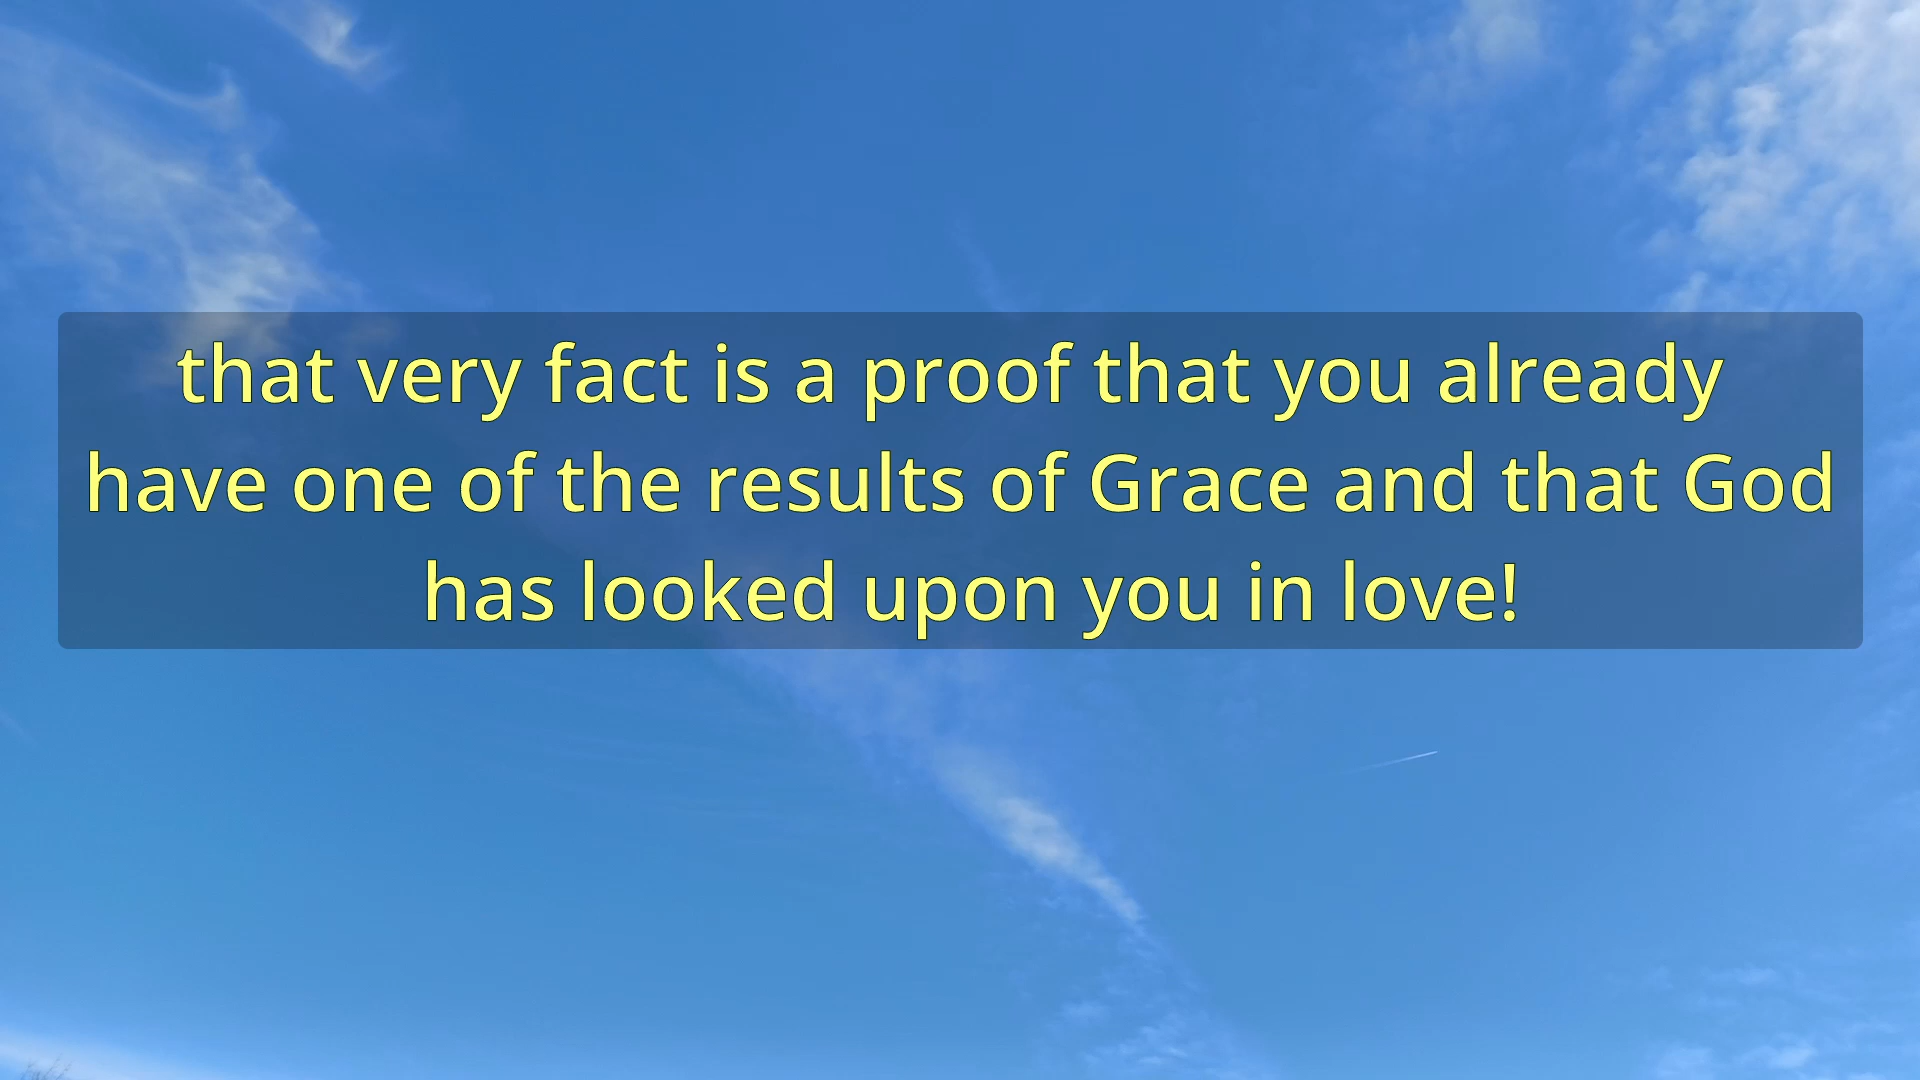 that very fact is a proof that you already
have one of the results of Grace and that God
has looked upon you in love!